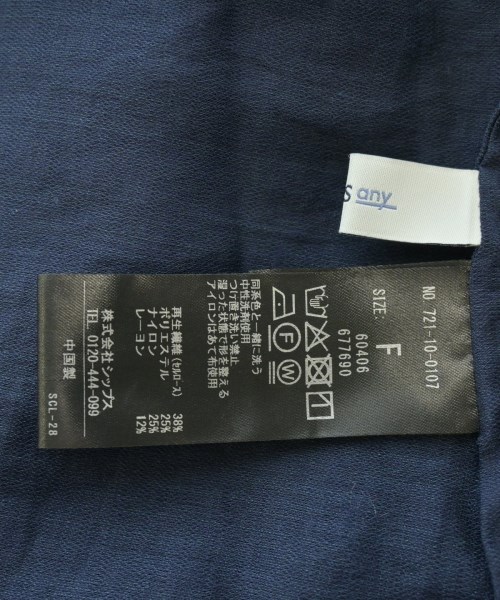 S any
NO 721-10-0107
SIZE: F
60406
677690
同系色と一緒に洗う
中性洗剤使用
つけ置き洗い禁止
湿った状態で形を整える
アイロンはあて布使用
再生繊維(セルロース) 38%
ポリエステル 25%
ナイロン 25%
レーヨン 12%
株式会社シップス
TEL 0120-444-099
中国製
SCL-28